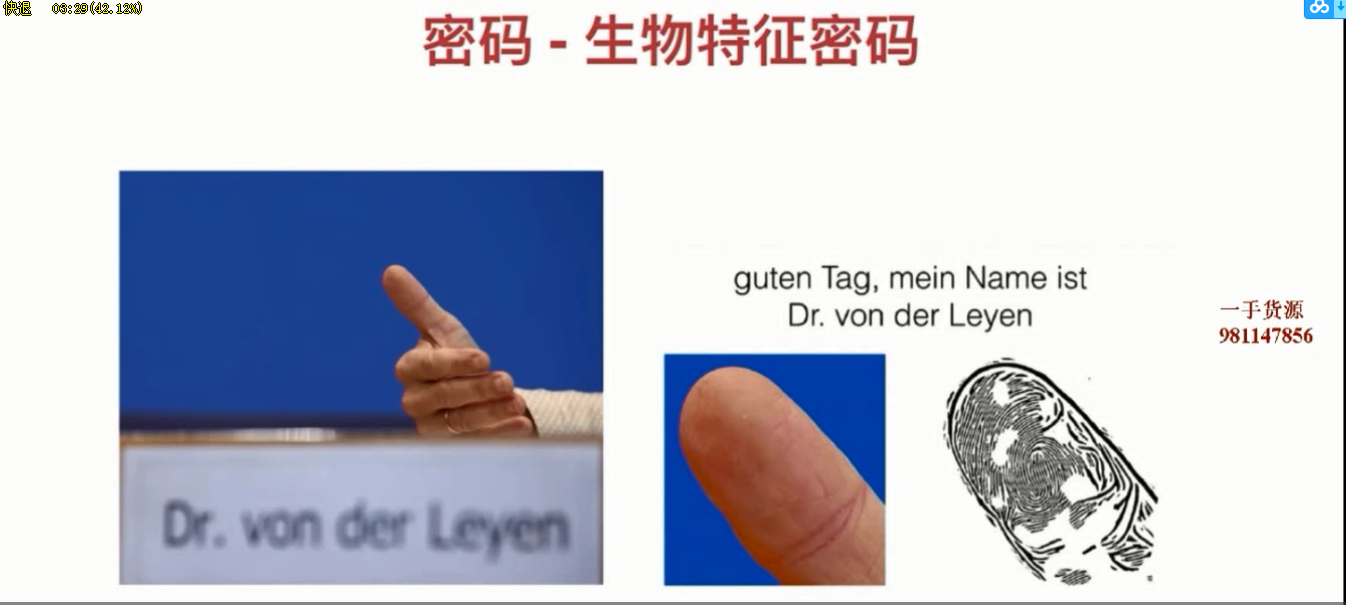 快退 03:29(42.12%)
密码 - 生物特征密码
guten Tag, mein Name ist
Dr. von der Leyen
一手货源
981147856
Dr. von der Leyen